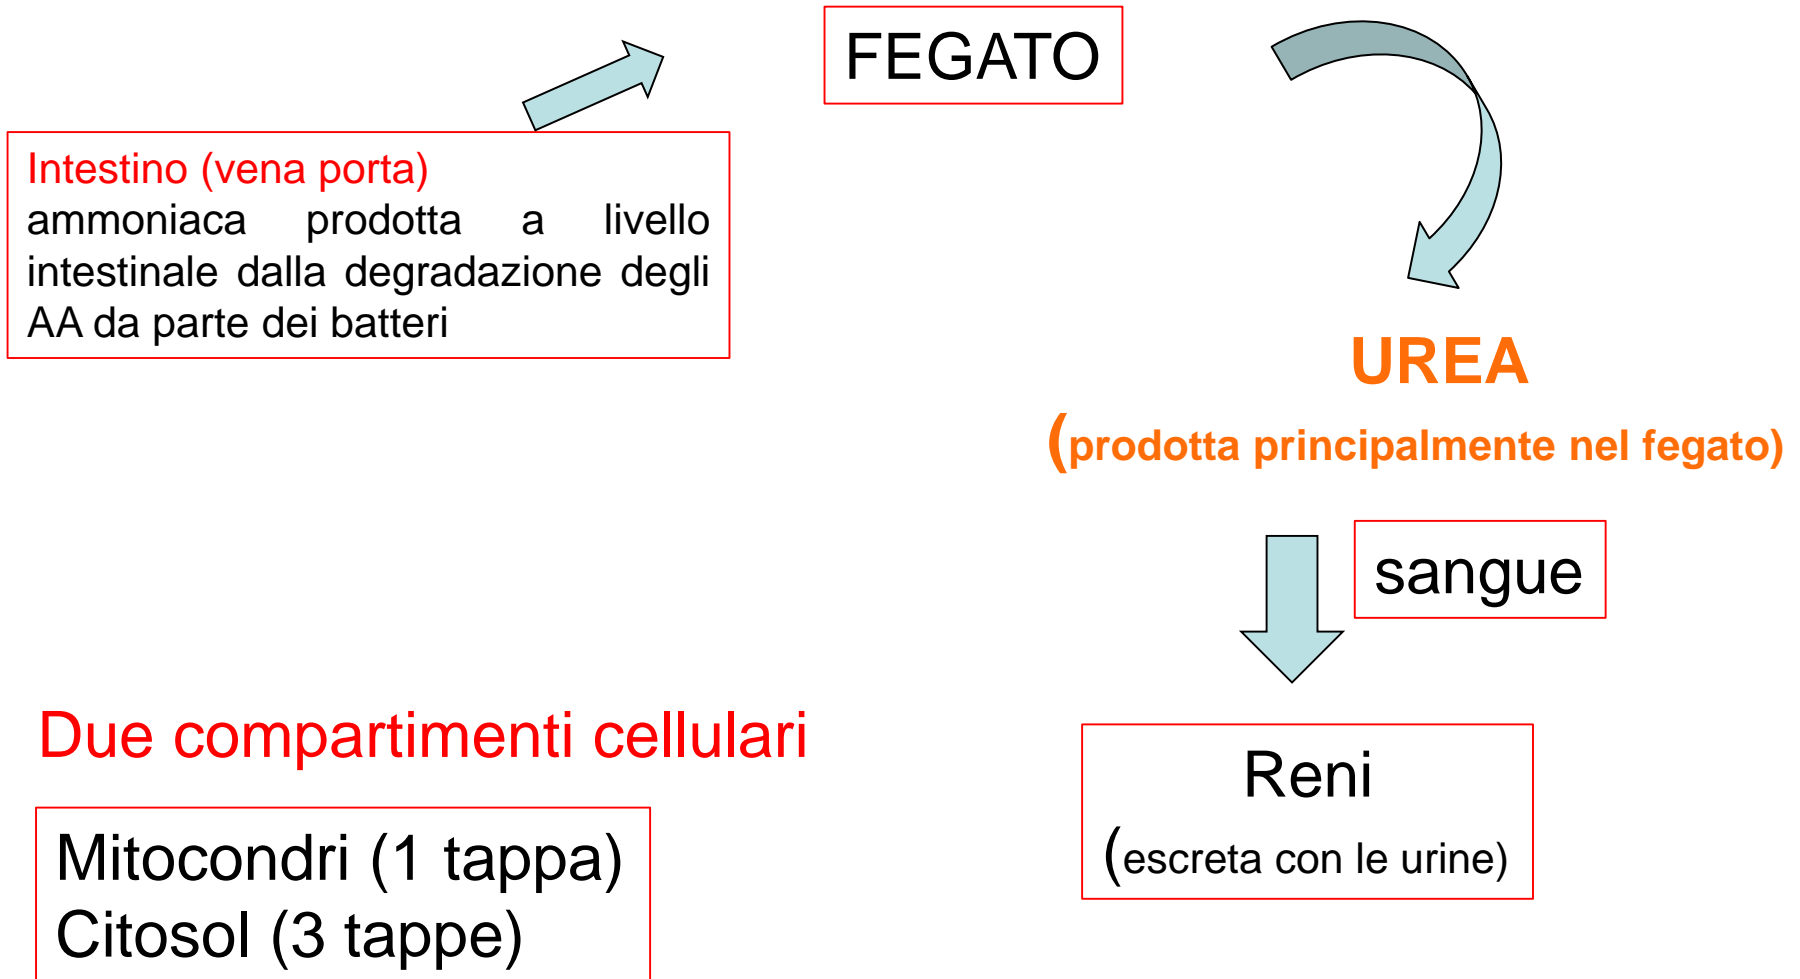 FEGATO
Intestino (vena porta)
ammoniaca prodotta a livello
intestinale dalla degradazione degli
AA da parte dei batteri
UREA
(prodotta principalmente nel fegato)
sangue
Reni
(escreta con le urine)
Due compartimenti cellulari
Mitocondri (1 tappa)
Citosol (3 tappe)